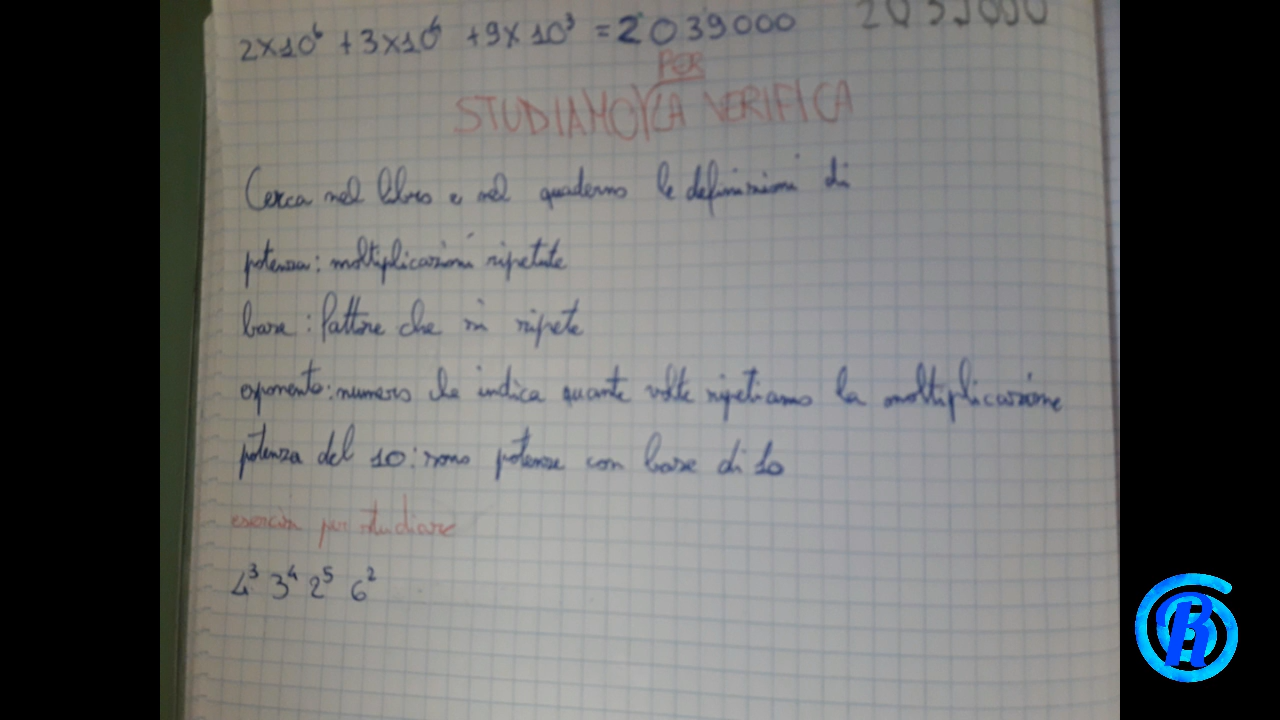 2x10⁶ + 3x10⁴ + 9x10³ = 2039000 2039000
PER
STUDIAMO LA VERIFICA
Cerca nel libro e nel quaderno le definizioni di
potenza: moltiplicazioni ripetute
base: fattore che si ripete
esponente: numero che indica quante volte ripetiamo la moltiplicazione
potenza del 10: sono potenze con base di 10
esercizi per studiare
4³ 3⁴ 2⁵ 6²